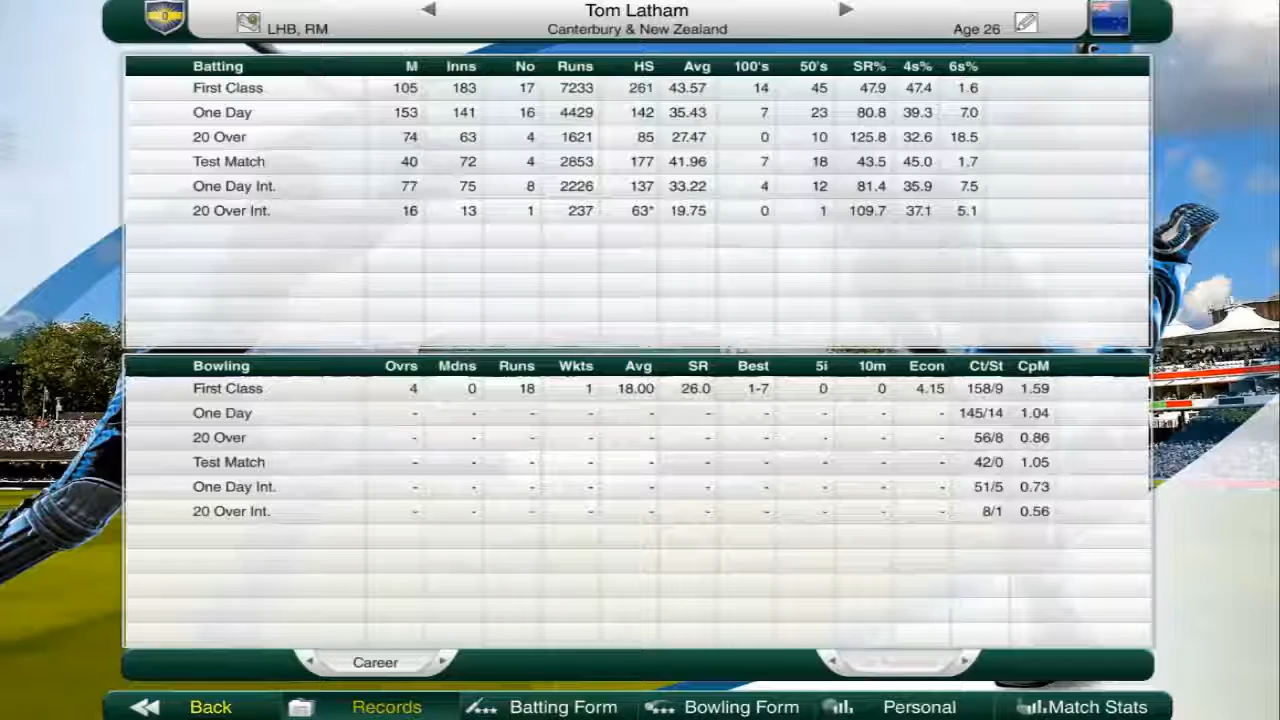 Tom Latham
LHB, RM Canterbury & New Zealand Age 26
Batting M Inns No Runs HS Avg 100's 50's SR% 4s% 6s%
First Class 105 183 17 7233 261 43.57 14 45 47.9 47.4 1.6
One Day 153 141 16 4429 142 35.43 7 23 80.8 39.3 7.0
20 Over 74 63 4 1621 85 27.47 0 10 125.8 32.6 18.5
Test Match 40 72 4 2853 177 41.96 7 18 43.5 45.0 1.7
One Day Int. 77 75 8 2226 137 33.22 4 12 81.4 35.9 7.5
20 Over Int. 16 13 1 237 63* 19.75 0 1 109.7 37.1 5.1
Bowling Ovrs Mdns Runs Wkts Avg SR Best 5i 10m Econ Ct/St CpM
First Class 4 0 18 1 18.00 26.0 1-7 0 0 4.15 158/9 1.59
One Day - - - - - - - - - - 145/14 1.04
20 Over - - - - - - - - - - 56/8 0.86
Test Match - - - - - - - - - - 42/0 1.05
One Day Int. - - - - - - - - - - 51/5 0.73
20 Over Int. - - - - - - - - - - 8/1 0.56
Career
Back Records Batting Form Bowling Form Personal Match Stats